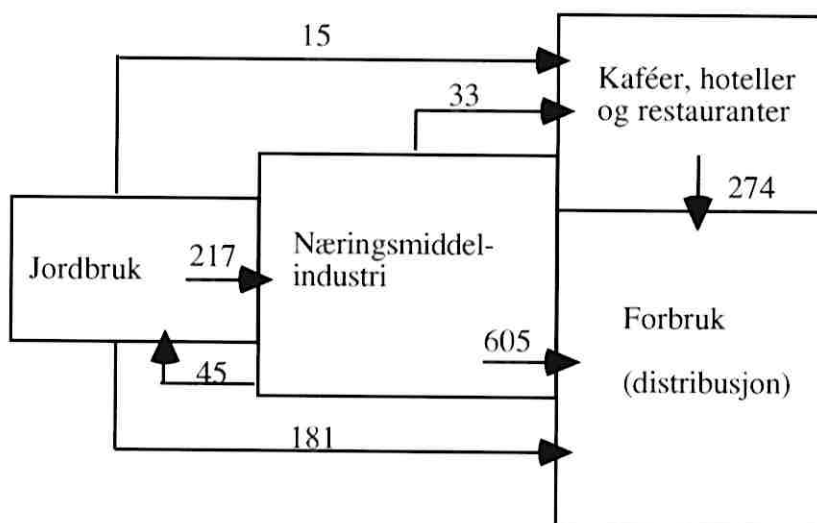 15
Kaféer, hoteller
og restauranter
33
274
Jordbruk
217
Næringsmiddel-
industri
Forbruk
605
(distribusjon)
45
181